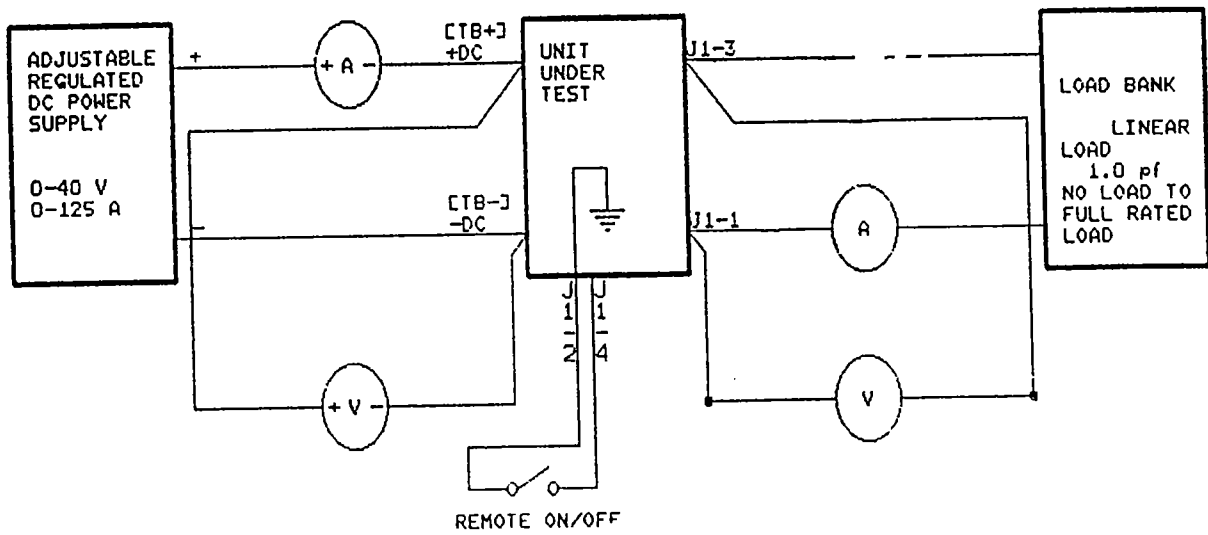 ADJUSTABLE
REGULATED
DC POWER
SUPPLY
0-40 V
0-125 A
+
-
+ A -
[TB+]
+DC
[TB-]
-DC
+ V -
UNIT
UNDER
TEST
J1-3
J1-1
J1-2
J1-4
REMOTE ON/OFF
A
V
LOAD BANK
LINEAR
LOAD
1.0 pf
NO LOAD TO
FULL RATED
LOAD